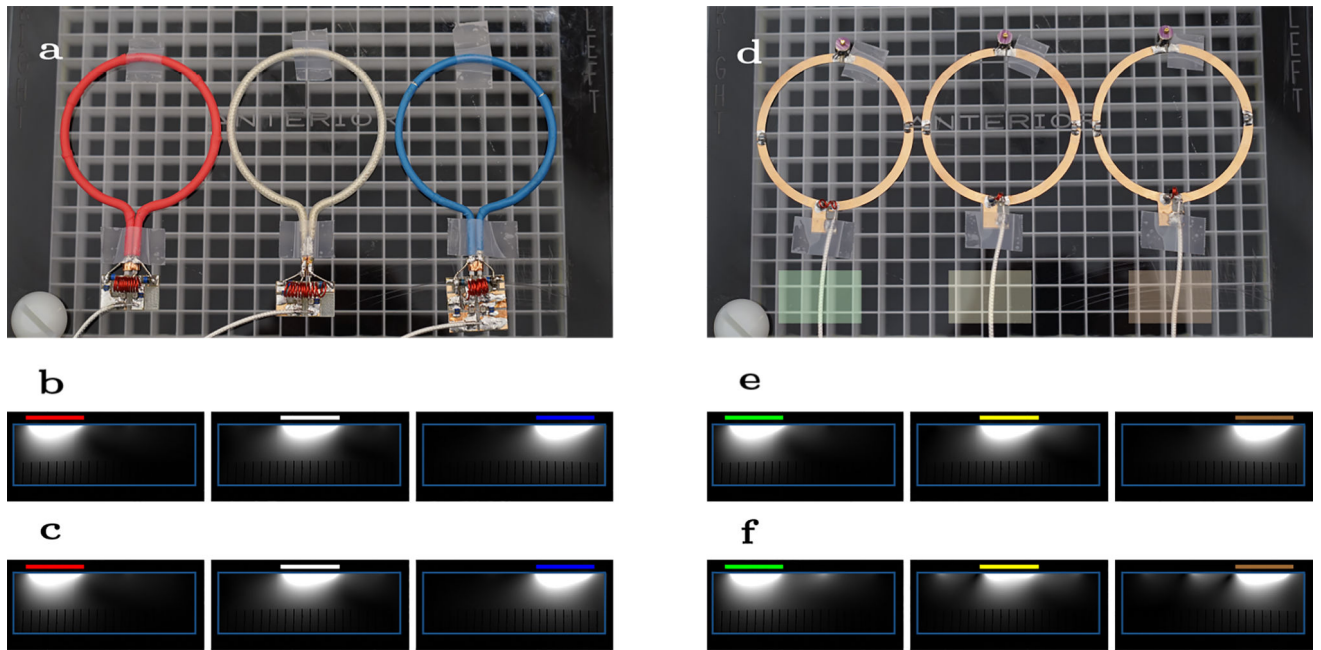 a
RIGHT
ANTERIOR
LEFT
d
RIGHT
ANTERIOR
LEFT
b
e
c
f